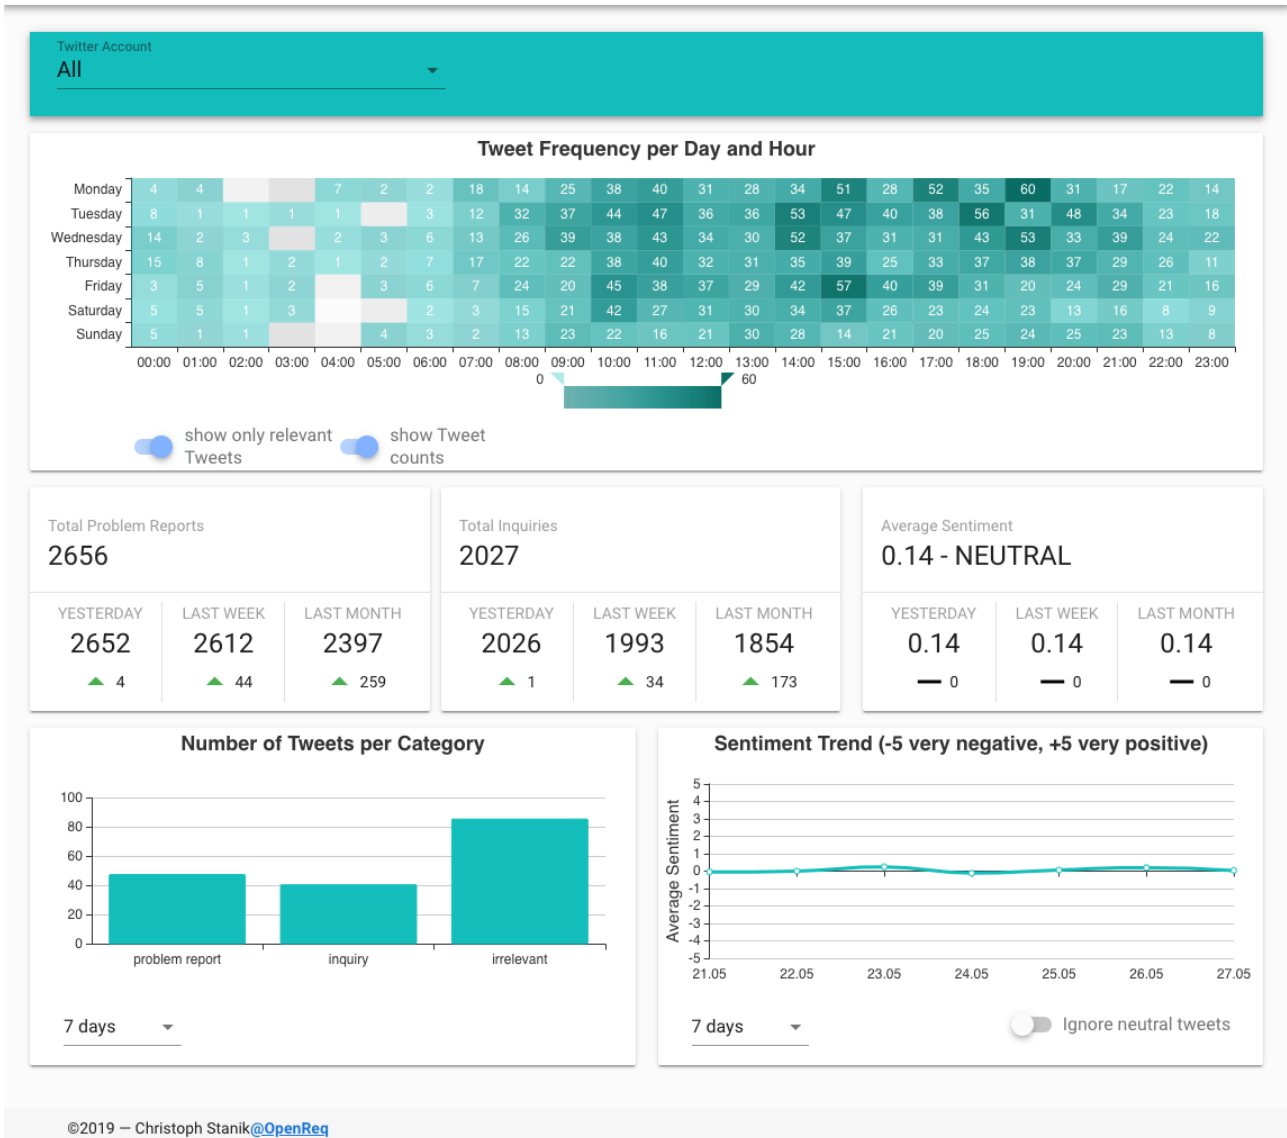 Twitter Account
All
Tweet Frequency per Day and Hour
Monday 4 4 7 2 2 18 14 25 38 40 31 28 34 51 28 52 35 60 31 17 22 14
Tuesday 8 1 1 1 1 3 12 32 37 44 47 36 36 53 47 40 38 56 31 48 34 23 18
Wednesday 14 2 3 2 3 6 13 26 39 38 43 34 30 52 37 31 31 43 53 33 39 24 22
Thursday 15 8 1 2 1 2 7 17 22 22 38 40 32 31 35 39 25 33 37 38 37 29 26 11
Friday 3 5 1 2 3 6 7 24 20 45 38 37 29 42 57 40 39 31 20 24 29 21 16
Saturday 5 5 1 3 2 3 15 21 42 27 31 30 34 37 26 23 24 23 13 16 8 9
Sunday 5 1 1 4 3 2 13 23 22 16 21 30 28 14 21 20 25 24 25 23 13 8
00:00 01:00 02:00 03:00 04:00 05:00 06:00 07:00 08:00 09:00 10:00 11:00 12:00 13:00 14:00 15:00 16:00 17:00 18:00 19:00 20:00 21:00 22:00 23:00
0 60
show only relevant Tweets
show Tweet counts
Total Problem Reports
2656
YESTERDAY LAST WEEK LAST MONTH
2652 2612 2397
4 44 259
Total Inquiries
2027
YESTERDAY LAST WEEK LAST MONTH
2026 1993 1854
1 34 173
Average Sentiment
0.14 - NEUTRAL
YESTERDAY LAST WEEK LAST MONTH
0.14 0.14 0.14
0 0 0
Number of Tweets per Category
100
80
60
40
20
0
problem report inquiry irrelevant
7 days
Sentiment Trend (-5 very negative, +5 very positive)
Average Sentiment
5
4
3
2
1
0
-1
-2
-3
-4
-5
21.05 22.05 23.05 24.05 25.05 26.05 27.05
7 days
Ignore neutral tweets
©2019 — Christoph Stanik@OpenReq